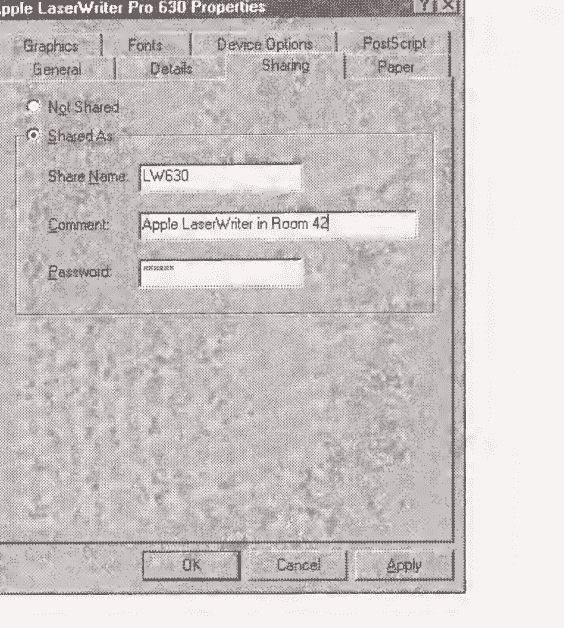 Apple LaserWriter Pro 630 Properties
Graphics Fonts Device Options PostScript
General Details Sharing Paper
Not Shared
Shared As
Share Name: LW630
Comment: Apple LaserWriter in Room 42
Password: *******
OK Cancel Apply